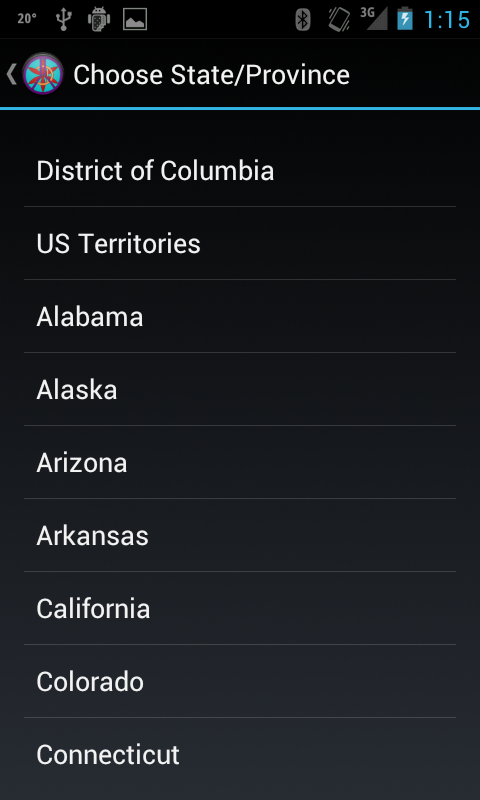 20°
3G
1:15
Choose State/Province
District of Columbia
US Territories
Alabama
Alaska
Arizona
Arkansas
California
Colorado
Connecticut